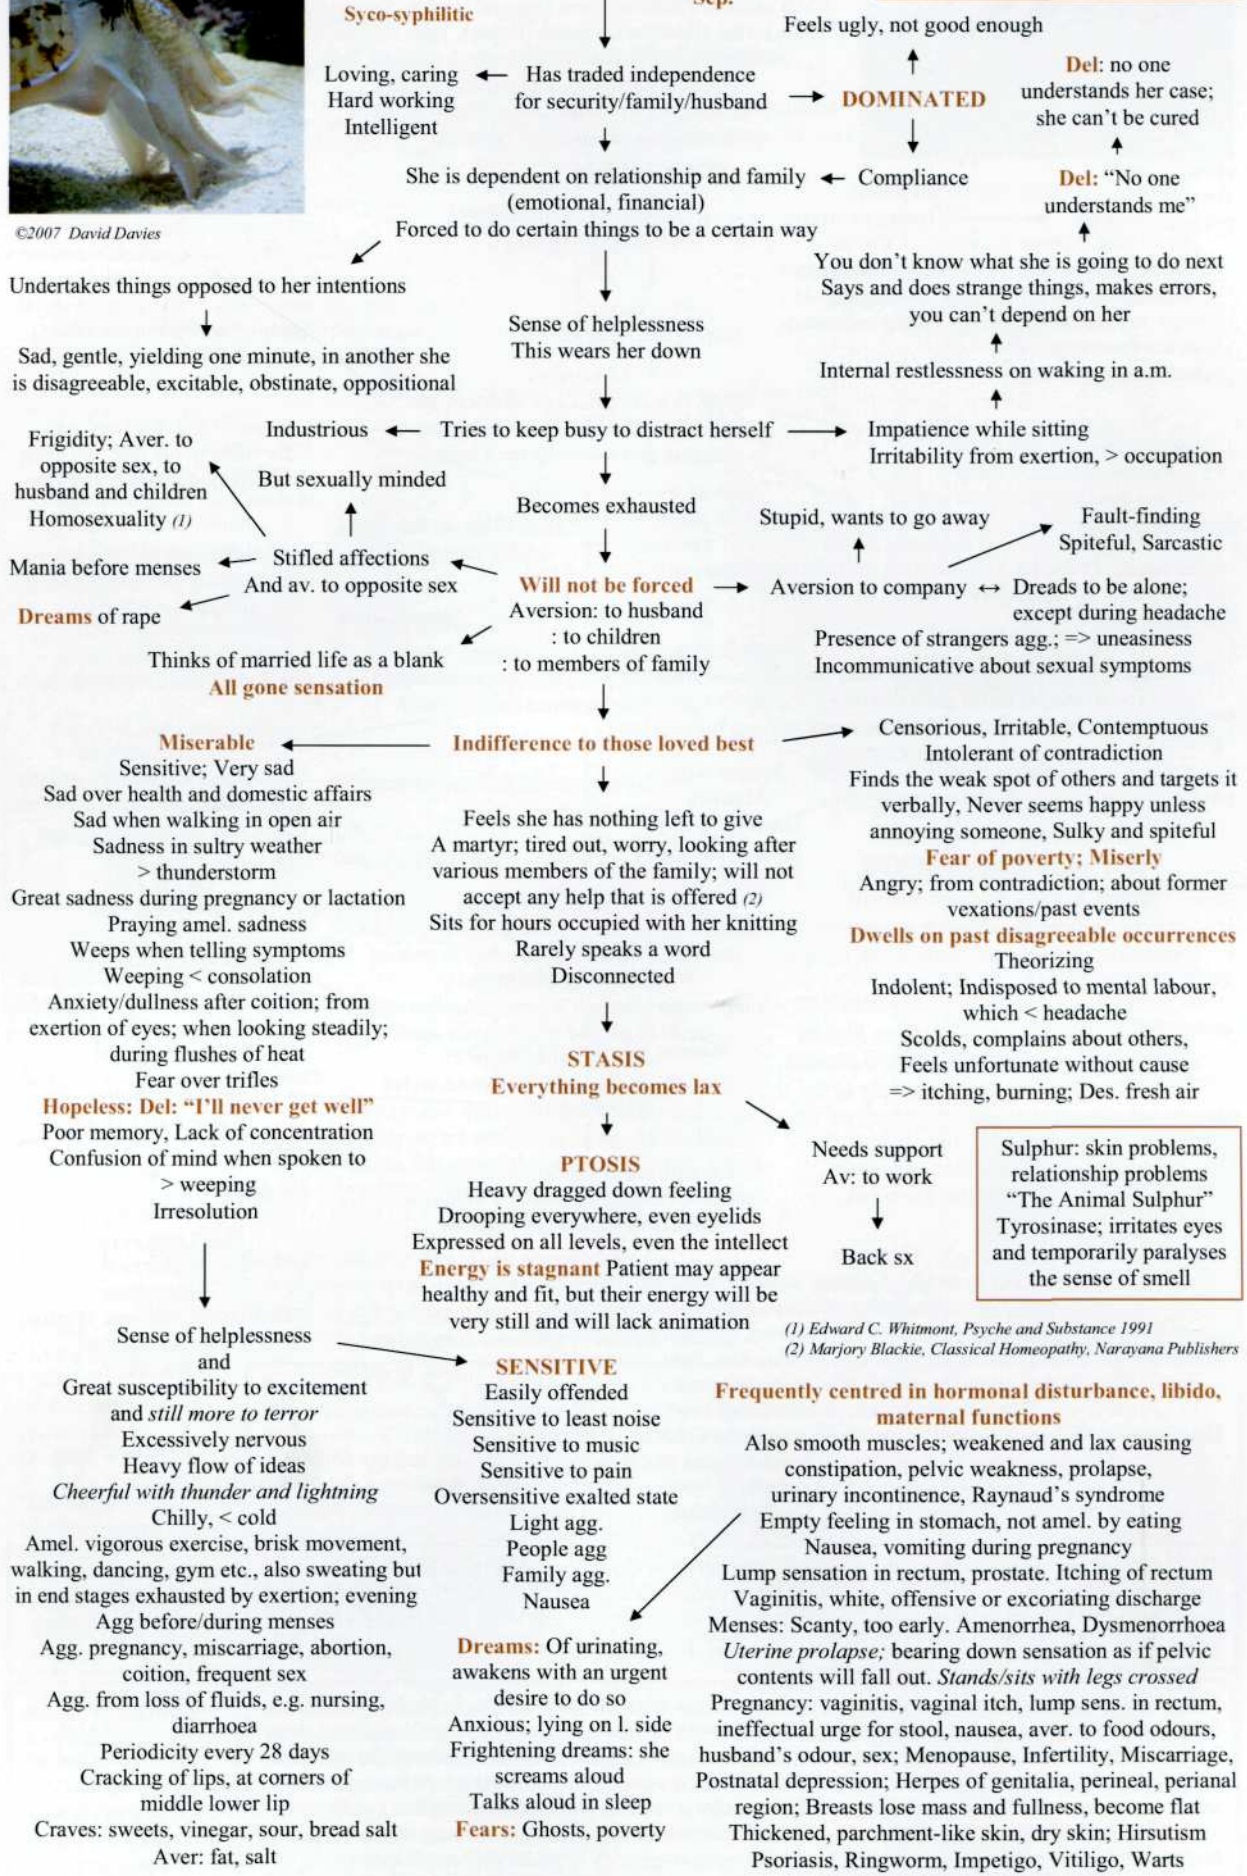 Syco-syphilitic
Sep.
Feels ugly, not good enough
Loving, caring
Hard working
Intelligent
Has traded independence
for security/family/husband
DOMINATED
Del: no one
understands her case;
she can't be cured
She is dependent on relationship and family
(emotional, financial)
Forced to do certain things to be a certain way
Compliance
Del: "No one
understands me"
©2007 David Davies
Undertakes things opposed to her intentions
You don't know what she is going to do next
Says and does strange things, makes errors,
you can't depend on her
Sense of helplessness
This wears her down
Sad, gentle, yielding one minute, in another she
is disagreeable, excitable, obstinate, oppositional
Internal restlessness on waking in a.m.
Frigidity; Aver. to
opposite sex, to
husband and children
Homosexuality (1)
Industrious
Tries to keep busy to distract herself
Impatience while sitting
Irritability from exertion, > occupation
But sexually minded
Becomes exhausted
Stupid, wants to go away
Fault-finding
Spiteful, Sarcastic
Mania before menses
Stifled affections
And av. to opposite sex
Dreams of rape
Will not be forced
Aversion: to husband
: to children
: to members of family
Aversion to company ↔ Dreads to be alone;
except during headache
Presence of strangers agg.; => uneasiness
Incommunicative about sexual symptoms
Thinks of married life as a blank
All gone sensation
Miserable
Sensitive; Very sad
Sad over health and domestic affairs
Sad when walking in open air
Sadness in sultry weather
> thunderstorm
Great sadness during pregnancy or lactation
Praying amel. sadness
Weeps when telling symptoms
Weeping < consolation
Anxiety/dullness after coition; from
exertion of eyes; when looking steadily;
during flushes of heat
Fear over trifles
Hopeless: Del: "I'll never get well"
Poor memory, Lack of concentration
Confusion of mind when spoken to
> weeping
Irresolution
Indifference to those loved best
Feels she has nothing left to give
A martyr; tired out, worry, looking after
various members of the family; will not
accept any help that is offered (2)
Sits for hours occupied with her knitting
Rarely speaks a word
Disconnected
Censorious, Irritable, Contemptuous
Intolerant of contradiction
Finds the weak spot of others and targets it
verbally, Never seems happy unless
annoying someone, Sulky and spiteful
Fear of poverty; Miserly
Angry; from contradiction; about former
vexations/past events
Dwells on past disagreeable occurrences
Theorizing
Indolent; Indisposed to mental labour,
which < headache
Scolds, complains about others,
Feels unfortunate without cause
=> itching, burning; Des. fresh air
STASIS
Everything becomes lax
PTOSIS
Heavy dragged down feeling
Drooping everywhere, even eyelids
Expressed on all levels, even the intellect
Energy is stagnant Patient may appear
healthy and fit, but their energy will be
very still and will lack animation
Needs support
Av: to work
Back sx
Sulphur: skin problems,
relationship problems
"The Animal Sulphur"
Tyrosinase; irritates eyes
and temporarily paralyses
the sense of smell
(1) Edward C. Whitmont, Psyche and Substance 1991
(2) Marjory Blackie, Classical Homeopathy, Narayana Publishers
Sense of helplessness
and
Great susceptibility to excitement
and still more to terror
Excessively nervous
Heavy flow of ideas
Cheerful with thunder and lightning
Chilly, < cold
Amel. vigorous exercise, brisk movement,
walking, dancing, gym etc., also sweating but
in end stages exhausted by exertion; evening
Agg before/during menses
Agg. pregnancy, miscarriage, abortion,
coition, frequent sex
Agg. from loss of fluids, e.g. nursing,
diarrhoea
Periodicity every 28 days
Cracking of lips, at corners of
middle lower lip
Craves: sweets, vinegar, sour, bread salt
Aver: fat, salt
SENSITIVE
Easily offended
Sensitive to least noise
Sensitive to music
Sensitive to pain
Oversensitive exalted state
Light agg.
People agg
Family agg.
Nausea
Dreams: Of urinating,
awakens with an urgent
desire to do so
Anxious; lying on l. side
Frightening dreams: she
screams aloud
Talks aloud in sleep
Fears: Ghosts, poverty
Frequently centred in hormonal disturbance, libido,
maternal functions
Also smooth muscles; weakened and lax causing
constipation, pelvic weakness, prolapse,
urinary incontinence, Raynaud's syndrome
Empty feeling in stomach, not amel. by eating
Nausea, vomiting during pregnancy
Lump sensation in rectum, prostate. Itching of rectum
Vaginitis, white, offensive or excoriating discharge
Menses: Scanty, too early. Amenorrhea, Dysmenorrhoea
Uterine prolapse; bearing down sensation as if pelvic
contents will fall out. Stands/sits with legs crossed
Pregnancy: vaginitis, vaginal itch, lump sens. in rectum,
ineffectual urge for stool, nausea, aver. to food odours,
husband's odour, sex; Menopause, Infertility, Miscarriage,
Postnatal depression; Herpes of genitalia, perineal, perianal
region; Breasts lose mass and fullness, become flat
Thickened, parchment-like skin, dry skin; Hirsutism
Psoriasis, Ringworm, Impetigo, Vitiligo, Warts